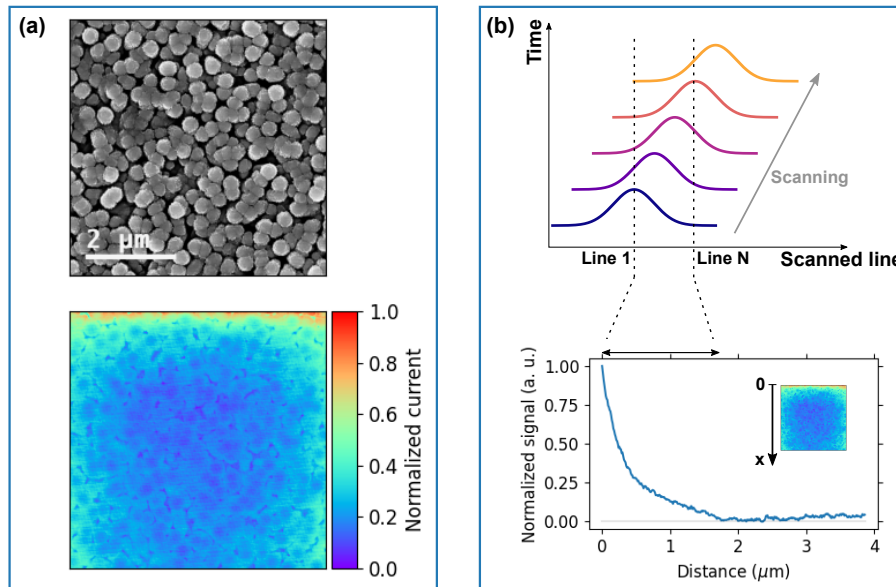 (a)
2 μm
1.0
0.8
0.6
0.4
0.2
0.0
Normalized current
(b)
Time
Scanning
Line 1
Line N
Scanned line
Normalized signal (a. u.)
1.00
0.75
0.50
0.25
0.00
0
x
0 1 2 3 4
Distance (μm)